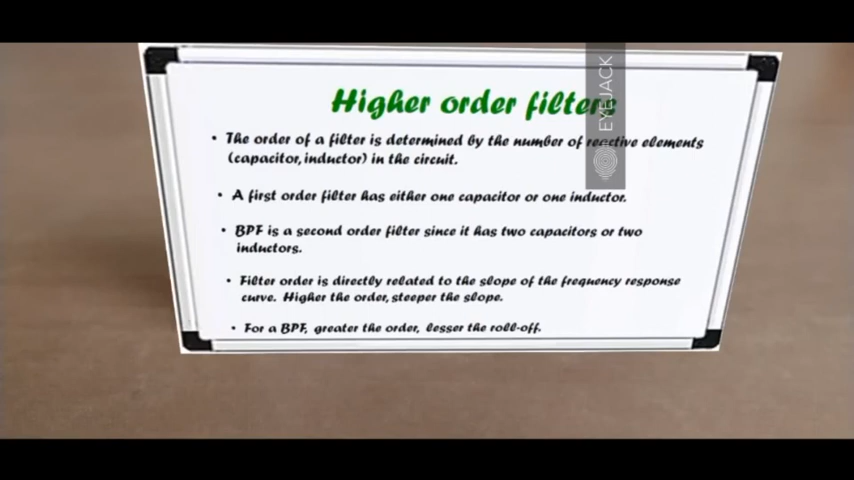 Higher order filters
EYEJACK
• The order of a filter is determined by the number of reactive elements
(capacitor, inductor) in the circuit.
• A first order filter has either one capacitor or one inductor.
• BPF is a second order filter since it has two capacitors or two
inductors.
• Filter order is directly related to the slope of the frequency response
curve. Higher the order, steeper the slope.
• For a BPF, greater the order, lesser the roll-off.